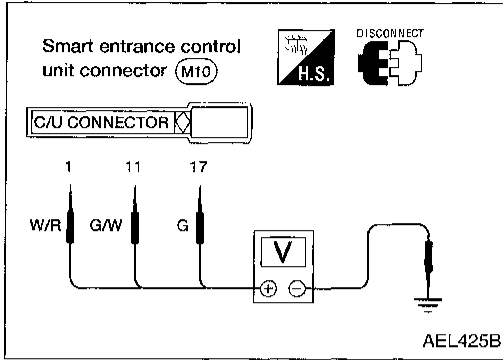 Smart entrance control
unit connector M10
DISCONNECT
H.S.
C/U CONNECTOR
1 11 17
W/R G/W G
V
+ −
AEL425B